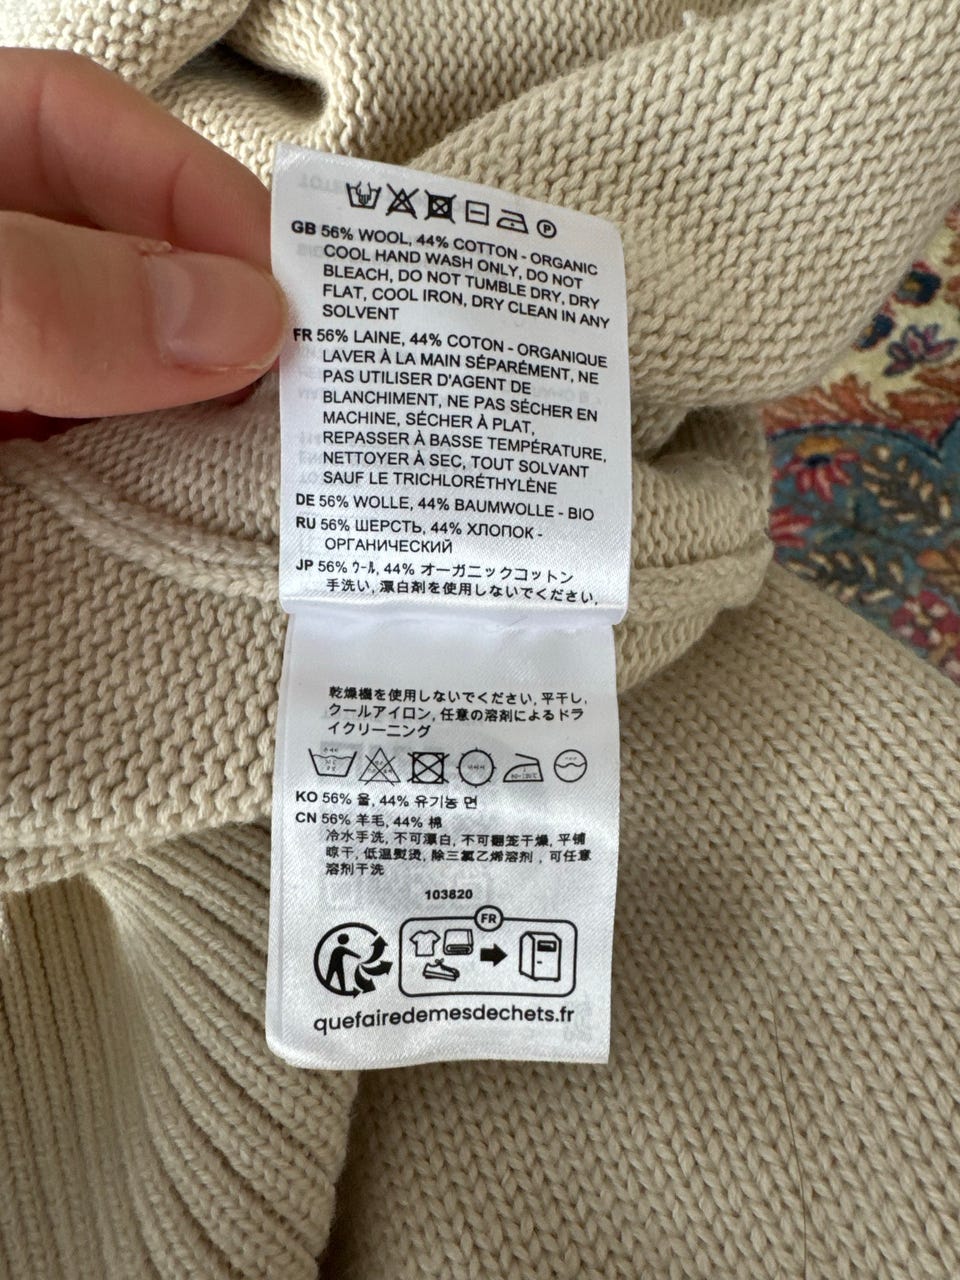 P
GB 56% WOOL, 44% COTTON - ORGANIC
COOL HAND WASH ONLY, DO NOT
BLEACH, DO NOT TUMBLE DRY, DRY
FLAT, COOL IRON, DRY CLEAN IN ANY
SOLVENT
FR 56% LAINE, 44% COTON - ORGANIQUE
LAVER À LA MAIN SÉPARÉMENT, NE
PAS UTILISER D'AGENT DE
BLANCHIMENT, NE PAS SÉCHER EN
MACHINE, SÉCHER À PLAT,
REPASSER À BASSE TEMPÉRATURE,
NETTOYER À SEC, TOUT SOLVANT
SAUF LE TRICHLORÉTHYLÈNE
DE 56% WOLLE, 44% BAUMWOLLE - BIO
RU 56% ШЕРСТЬ, 44% ХЛОПОК -
ОРГАНИЧЕСКИЙ
JP 56% ウール, 44% オーガニックコットン
手洗い, 漂白剤を使用しないでください,
乾燥機を使用しないでください, 平干し,
クールアイロン, 任意の溶剤によるドラ
イクリーニング
KO 56% 울, 44% 유기농 면
CN 56% 羊毛, 44% 棉
冷水手洗, 不可漂白, 不可翻笼干燥, 平铺
晾干, 低温熨烫, 除三氯乙烯溶剂 , 可任意
溶剂干洗
103820
FR
quefairedemesdechets.fr